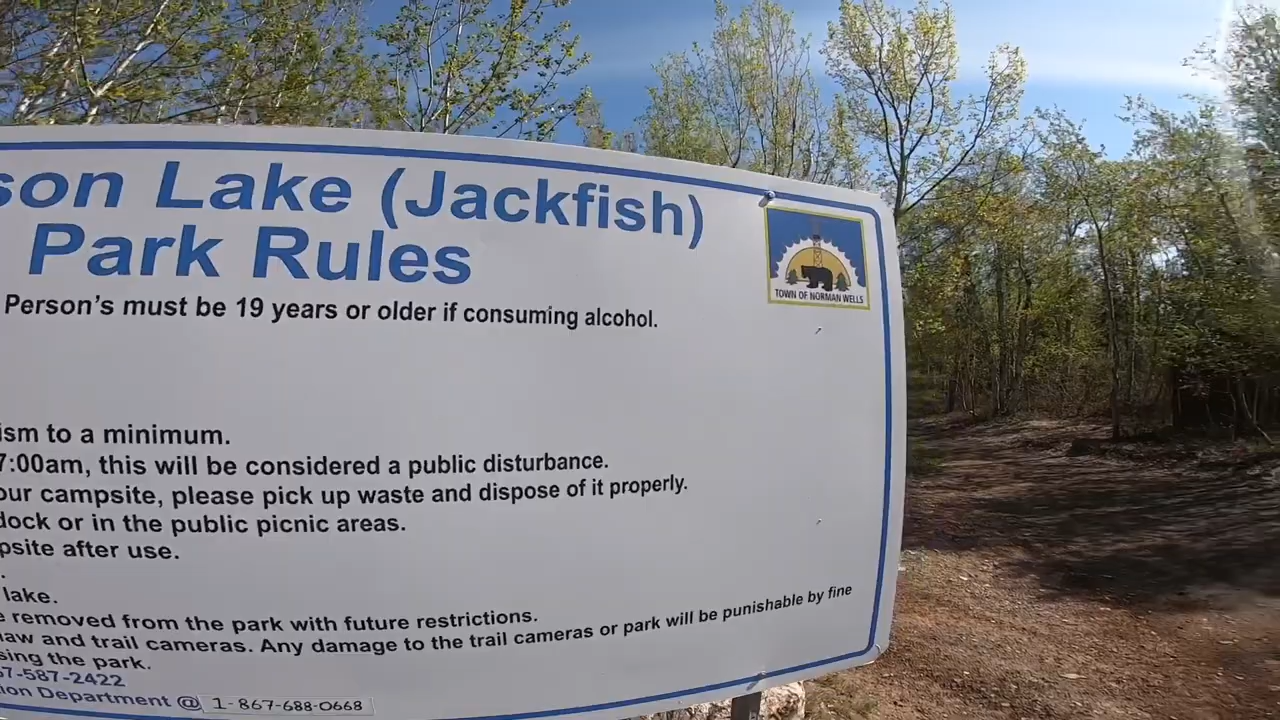 son Lake (Jackfish)
Park Rules
TOWN OF NORMAN WELLS
Person's must be 19 years or older if consuming alcohol.
ism to a minimum.
7:00am, this will be considered a public disturbance.
our campsite, please pick up waste and dispose of it properly.
dock or in the public picnic areas.
psite after use.
.
lake.
e removed from the park with future restrictions.
law and trail cameras. Any damage to the trail cameras or park will be punishable by fine
sing the park.
67-587-2422
tion Department @ 1-867-688-0668